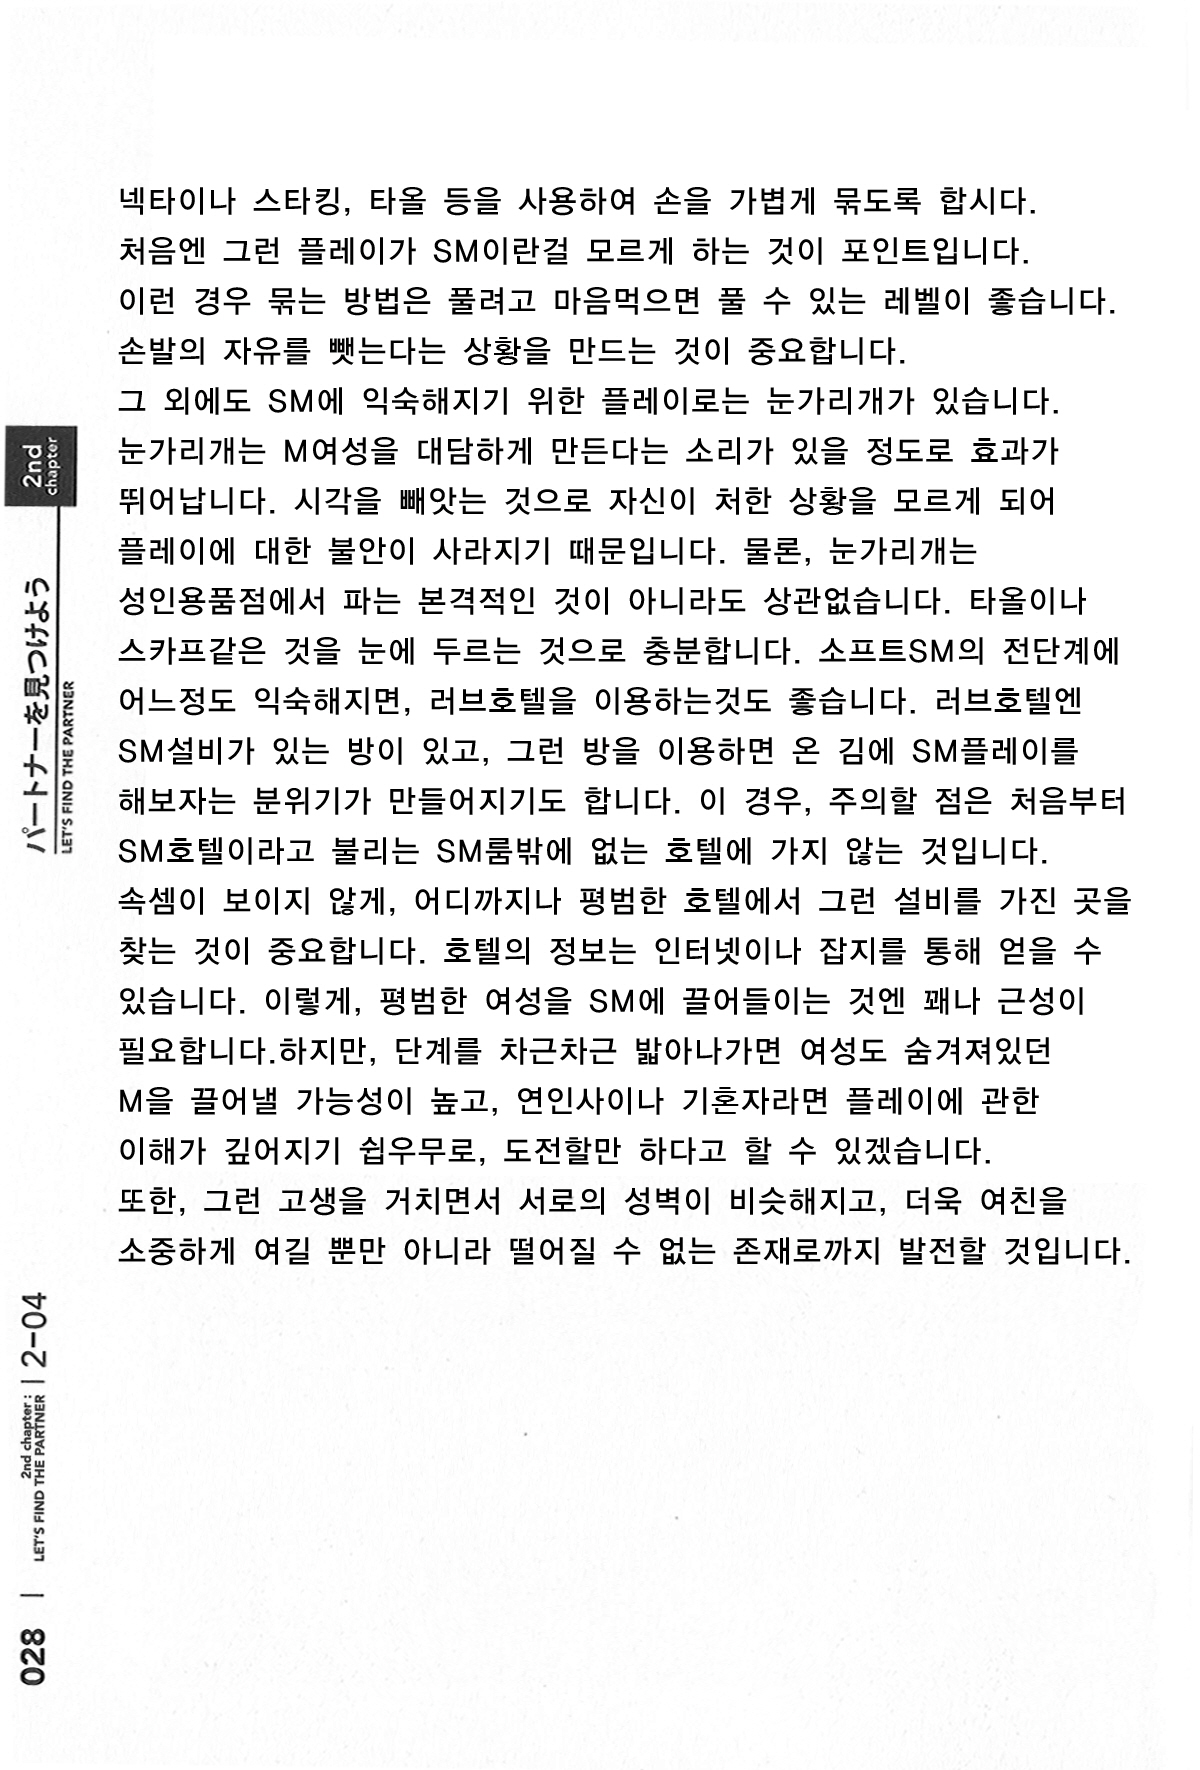 넥타이나 스타킹, 타올 등을 사용하여 손을 가볍게 묶도록 합시다.
처음엔 그런 플레이가 SM이란걸 모르게 하는 것이 포인트입니다.
이런 경우 묶는 방법은 풀려고 마음먹으면 풀 수 있는 레벨이 좋습니다.
손발의 자유를 뺏는다는 상황을 만드는 것이 중요합니다.
그 외에도 SM에 익숙해지기 위한 플레이로는 눈가리개가 있습니다.
눈가리개는 M여성을 대담하게 만든다는 소리가 있을 정도로 효과가
뛰어납니다. 시각을 빼앗는 것으로 자신이 처한 상황을 모르게 되어
플레이에 대한 불안이 사라지기 때문입니다. 물론, 눈가리개는
성인용품점에서 파는 본격적인 것이 아니라도 상관없습니다. 타올이나
스카프같은 것을 눈에 두르는 것으로 충분합니다. 소프트SM의 전단계에
어느정도 익숙해지면, 러브호텔을 이용하는것도 좋습니다. 러브호텔엔
SM설비가 있는 방이 있고, 그런 방을 이용하면 온 김에 SM플레이를
해보자는 분위기가 만들어지기도 합니다. 이 경우, 주의할 점은 처음부터
SM호텔이라고 불리는 SM룸밖에 없는 호텔에 가지 않는 것입니다.
속셈이 보이지 않게, 어디까지나 평범한 호텔에서 그런 설비를 가진 곳을
찾는 것이 중요합니다. 호텔의 정보는 인터넷이나 잡지를 통해 얻을 수
있습니다. 이렇게, 평범한 여성을 SM에 끌어들이는 것엔 꽤나 근성이
필요합니다.하지만, 단계를 차근차근 밟아나가면 여성도 숨겨져있던
M을 끌어낼 가능성이 높고, 연인사이나 기혼자라면 플레이에 관한
이해가 깊어지기 쉽우무로, 도전할만 하다고 할 수 있겠습니다.
또한, 그런 고생을 거치면서 서로의 성벽이 비슷해지고, 더욱 여친을
소중하게 여길 뿐만 아니라 떨어질 수 없는 존재로까지 발전할 것입니다.
2nd
chapter
パートナーを見つけよう
LET'S FIND THE PARTNER
2nd chapter :
LET'S FIND THE PARTNER | 2-04
028 |